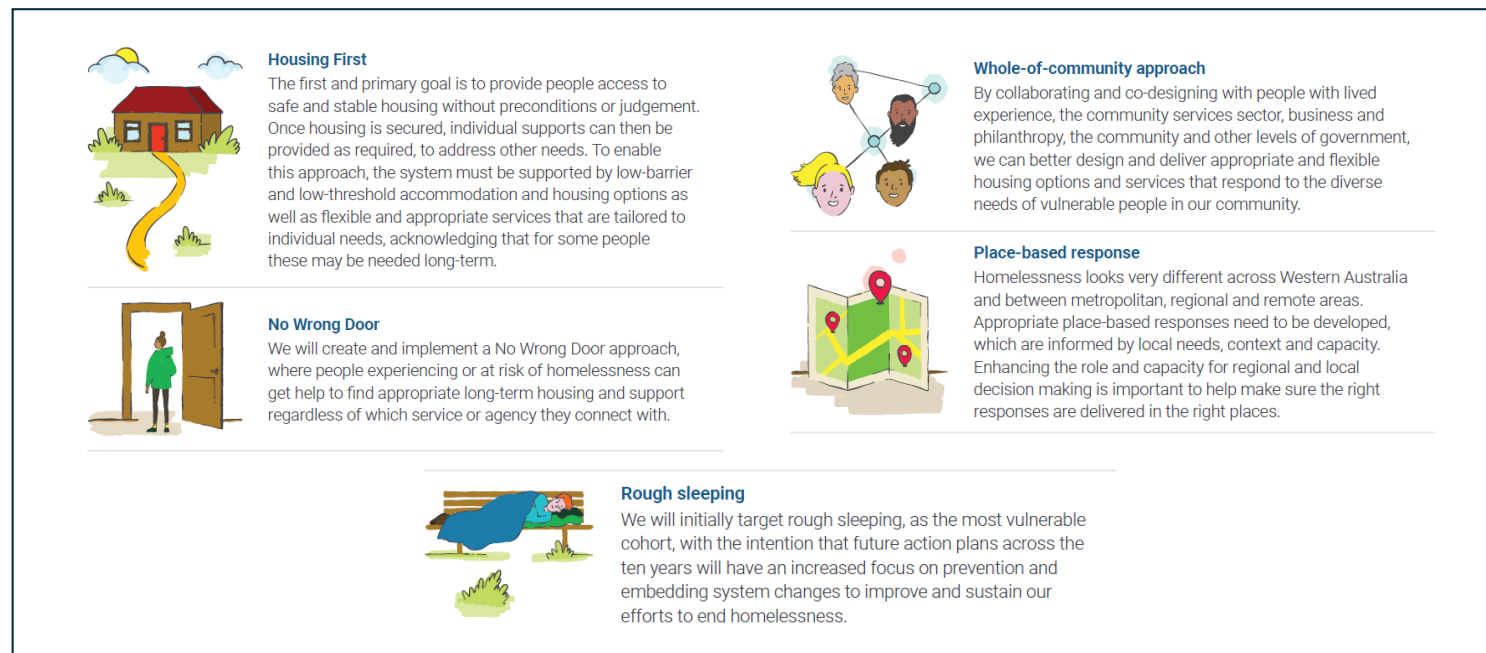 Housing First
The first and primary goal is to provide people access to
safe and stable housing without preconditions or judgement.
Once housing is secured, individual supports can then be
provided as required, to address other needs. To enable
this approach, the system must be supported by low-barrier
and low-threshold accommodation and housing options as
well as flexible and appropriate services that are tailored to
individual needs, acknowledging that for some people
these may be needed long-term.
No Wrong Door
We will create and implement a No Wrong Door approach,
where people experiencing or at risk of homelessness can
get help to find appropriate long-term housing and support
regardless of which service or agency they connect with.
Whole-of-community approach
By collaborating and co-designing with people with lived
experience, the community services sector, business and
philanthropy, the community and other levels of government,
we can better design and deliver appropriate and flexible
housing options and services that respond to the diverse
needs of vulnerable people in our community.
Place-based response
Homelessness looks very different across Western Australia
and between metropolitan, regional and remote areas.
Appropriate place-based responses need to be developed,
which are informed by local needs, context and capacity.
Enhancing the role and capacity for regional and local
decision making is important to help make sure the right
responses are delivered in the right places.
Rough sleeping
We will initially target rough sleeping, as the most vulnerable
cohort, with the intention that future action plans across the
ten years will have an increased focus on prevention and
embedding system changes to improve and sustain our
efforts to end homelessness.